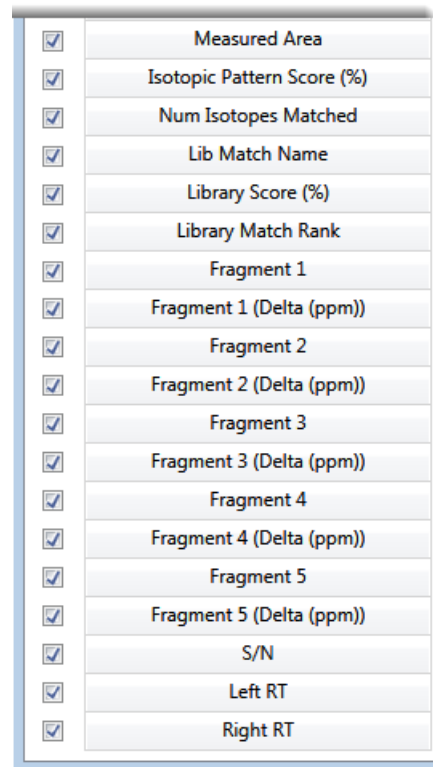 Measured Area
Isotopic Pattern Score (%)
Num Isotopes Matched
Lib Match Name
Library Score (%)
Library Match Rank
Fragment 1
Fragment 1 (Delta (ppm))
Fragment 2
Fragment 2 (Delta (ppm))
Fragment 3
Fragment 3 (Delta (ppm))
Fragment 4
Fragment 4 (Delta (ppm))
Fragment 5
Fragment 5 (Delta (ppm))
S/N
Left RT
Right RT